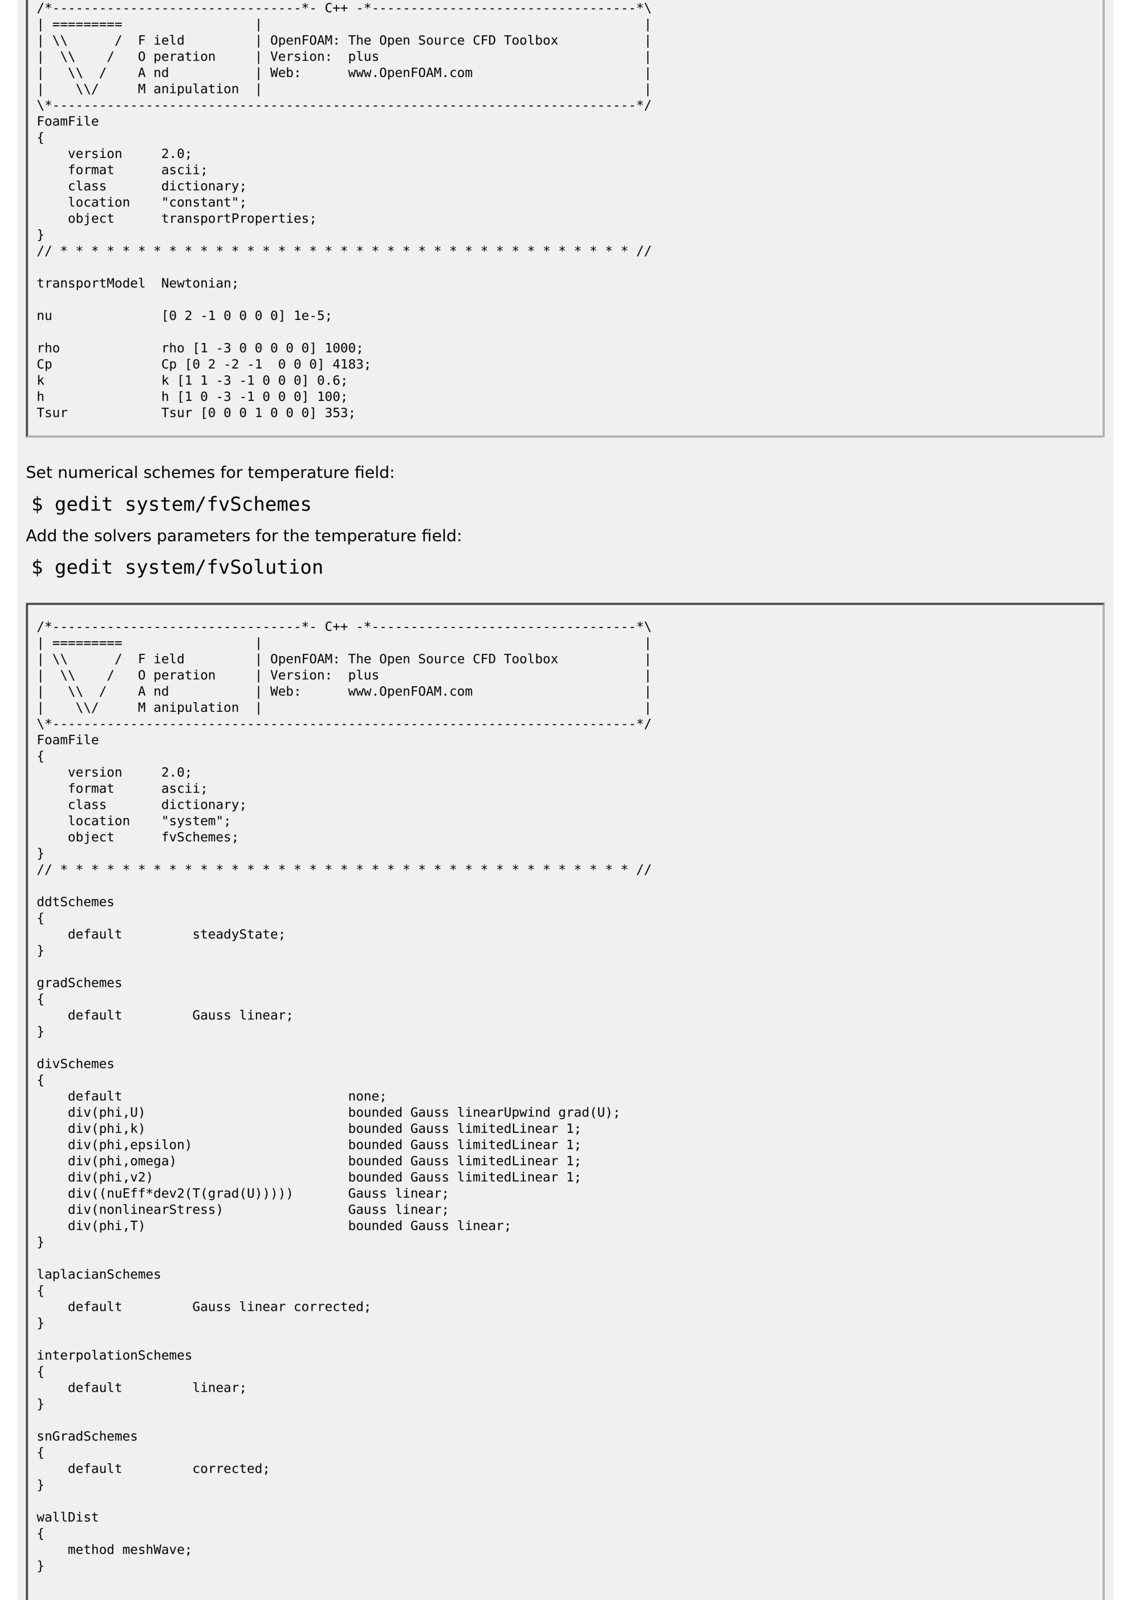 /*--------------------------------*- C++ -*----------------------------------*\
| =========                 |                                                 |
| \\      /  F ield         | OpenFOAM: The Open Source CFD Toolbox           |
|  \\    /   O peration     | Version:  plus                                  |
|   \\  /    A nd           | Web:      www.OpenFOAM.com                      |
|    \\/     M anipulation  |                                                 |
\*---------------------------------------------------------------------------*/
FoamFile
{
    version     2.0;
    format      ascii;
    class       dictionary;
    location    "constant";
    object      transportProperties;
}
// * * * * * * * * * * * * * * * * * * * * * * * * * * * * * * * * * * * * * //

transportModel  Newtonian;

nu              [0 2 -1 0 0 0 0] 1e-5;

rho             rho [1 -3 0 0 0 0 0] 1000;
Cp              Cp [0 2 -2 -1  0 0 0] 4183;
k               k [1 1 -3 -1 0 0 0] 0.6;
h               h [1 0 -3 -1 0 0 0] 100;
Tsur            Tsur [0 0 0 1 0 0 0] 353;

Set numerical schemes for temperature field:
$ gedit system/fvSchemes
Add the solvers parameters for the temperature field:
$ gedit system/fvSolution

/*--------------------------------*- C++ -*----------------------------------*\
| =========                 |                                                 |
| \\      /  F ield         | OpenFOAM: The Open Source CFD Toolbox           |
|  \\    /   O peration     | Version:  plus                                  |
|   \\  /    A nd           | Web:      www.OpenFOAM.com                      |
|    \\/     M anipulation  |                                                 |
\*---------------------------------------------------------------------------*/
FoamFile
{
    version     2.0;
    format      ascii;
    class       dictionary;
    location    "system";
    object      fvSchemes;
}
// * * * * * * * * * * * * * * * * * * * * * * * * * * * * * * * * * * * * * //

ddtSchemes
{
    default         steadyState;
}

gradSchemes
{
    default         Gauss linear;
}

divSchemes
{
    default                             none;
    div(phi,U)                          bounded Gauss linearUpwind grad(U);
    div(phi,k)                          bounded Gauss limitedLinear 1;
    div(phi,epsilon)                    bounded Gauss limitedLinear 1;
    div(phi,omega)                      bounded Gauss limitedLinear 1;
    div(phi,v2)                         bounded Gauss limitedLinear 1;
    div((nuEff*dev2(T(grad(U)))))       Gauss linear;
    div(nonlinearStress)                Gauss linear;
    div(phi,T)                          bounded Gauss linear;
}

laplacianSchemes
{
    default         Gauss linear corrected;
}

interpolationSchemes
{
    default         linear;
}

snGradSchemes
{
    default         corrected;
}

wallDist
{
    method meshWave;
}